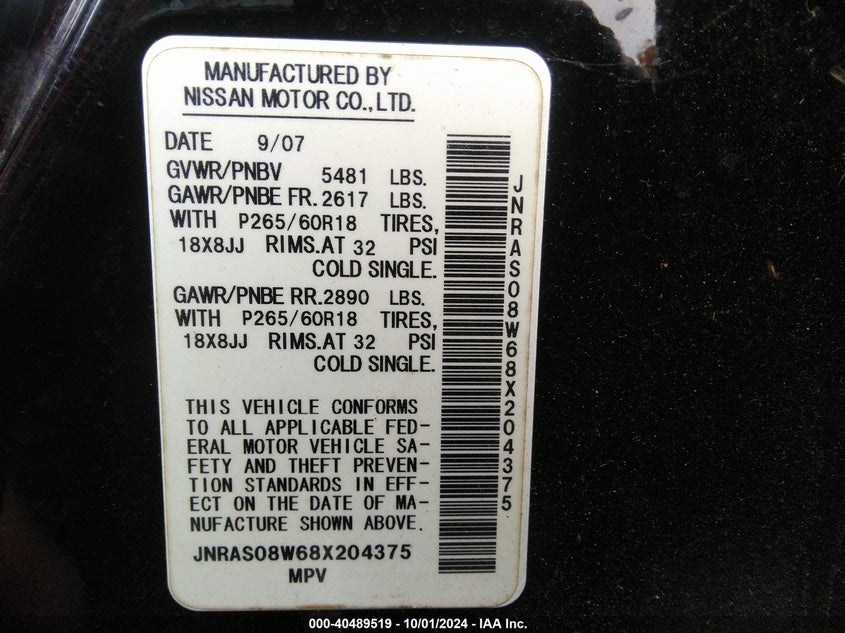 MANUFACTURED BY
NISSAN MOTOR CO.,LTD.
DATE 9/07
GVWR/PNBV 5481 LBS.
GAWR/PNBE FR. 2617 LBS.
WITH P265/60R18 TIRES,
18X8JJ RIMS.AT 32 PSI
COLD SINGLE.
GAWR/PNBE RR. 2890 LBS.
WITH P265/60R18 TIRES,
18X8JJ RIMS.AT 32 PSI
COLD SINGLE.
THIS VEHICLE CONFORMS
TO ALL APPLICABLE FED-
ERAL MOTOR VEHICLE SA-
FETY AND THEFT PREVEN-
TION STANDARDS IN EFF-
ECT ON THE DATE OF MA-
NUFACTURE SHOWN ABOVE.
JNRAS08W68X204375
MPV
JNRAS08W68X204375
000-40489519 - 10/01/2024 - IAA Inc.